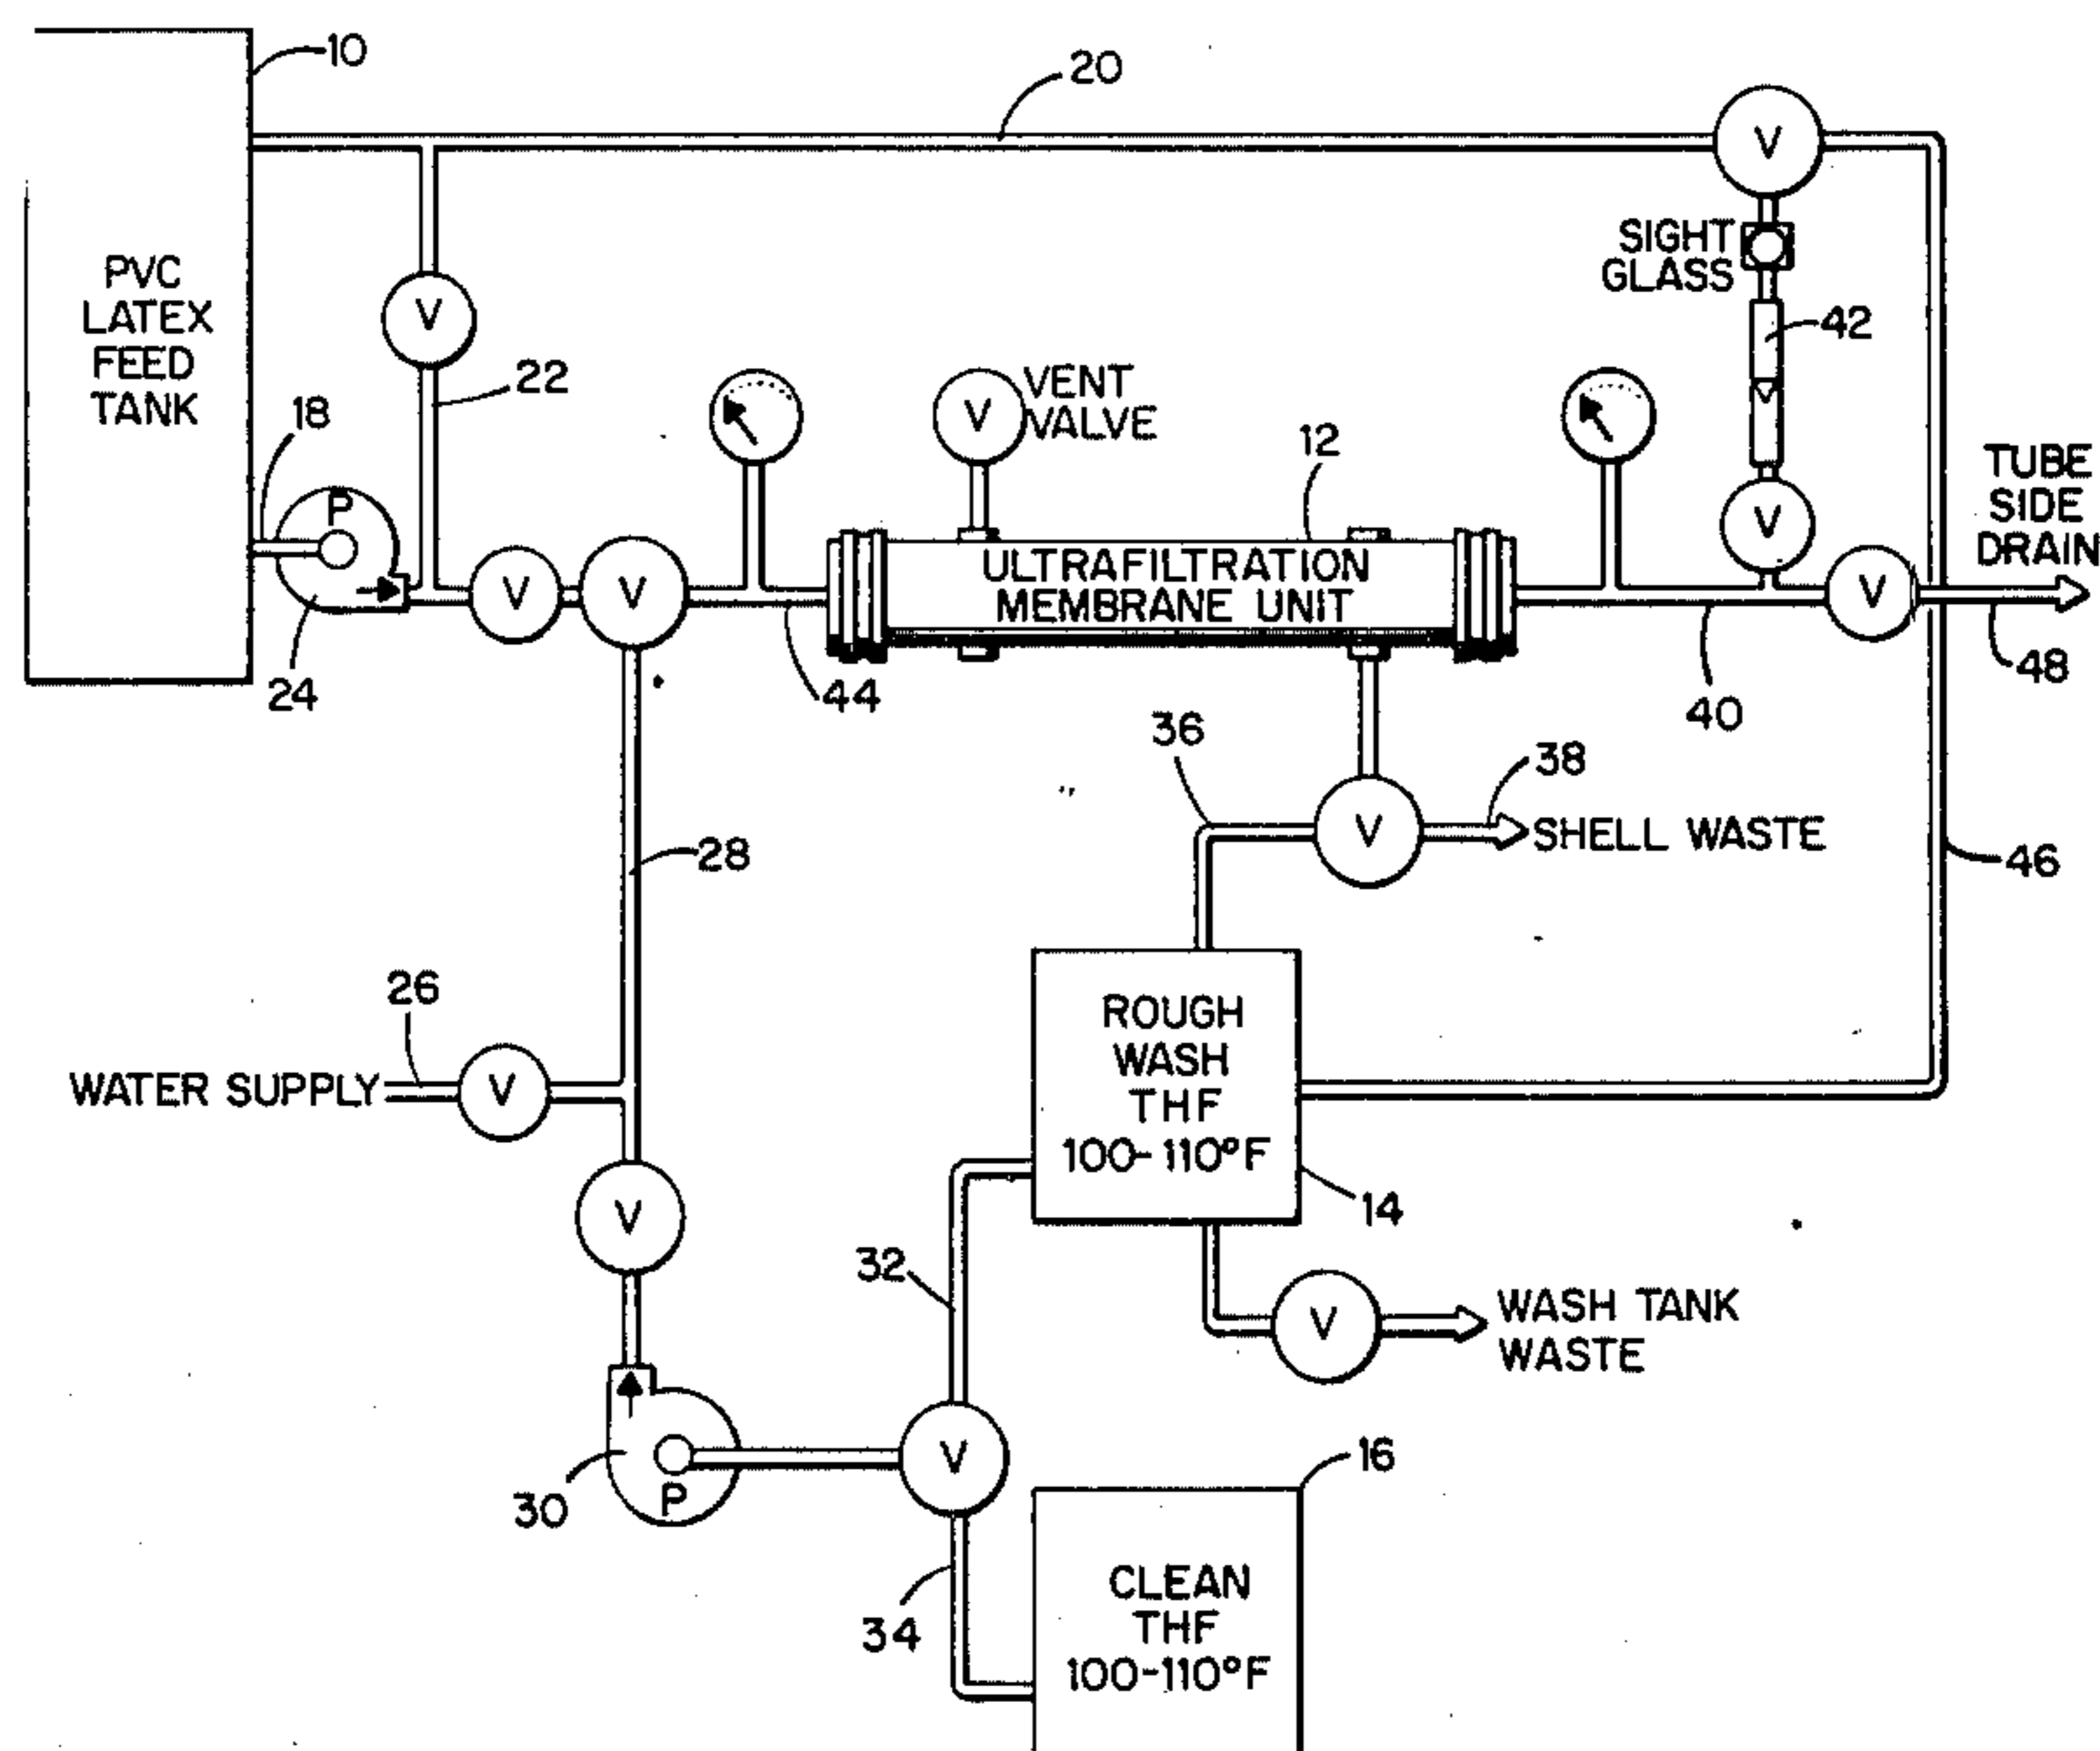 10
20
V
PVC
LATEX
FEED
TANK
SIGHT
GLASS
V
42
22
18
VENT
VALVE
V
12
TUBE
SIDE
DRAIN
P
V
V
V
ULTRAFILTRATION
MEMBRANE UNIT
V
24
44
40
48
36
38
V
SHELL WASTE
28
46
26
ROUGH
WASH
THF
100-110°F
WATER SUPPLY
V
14
V
32
V
WASH TANK
WASTE
30
P
V
16
34
CLEAN
THF
100-110°F